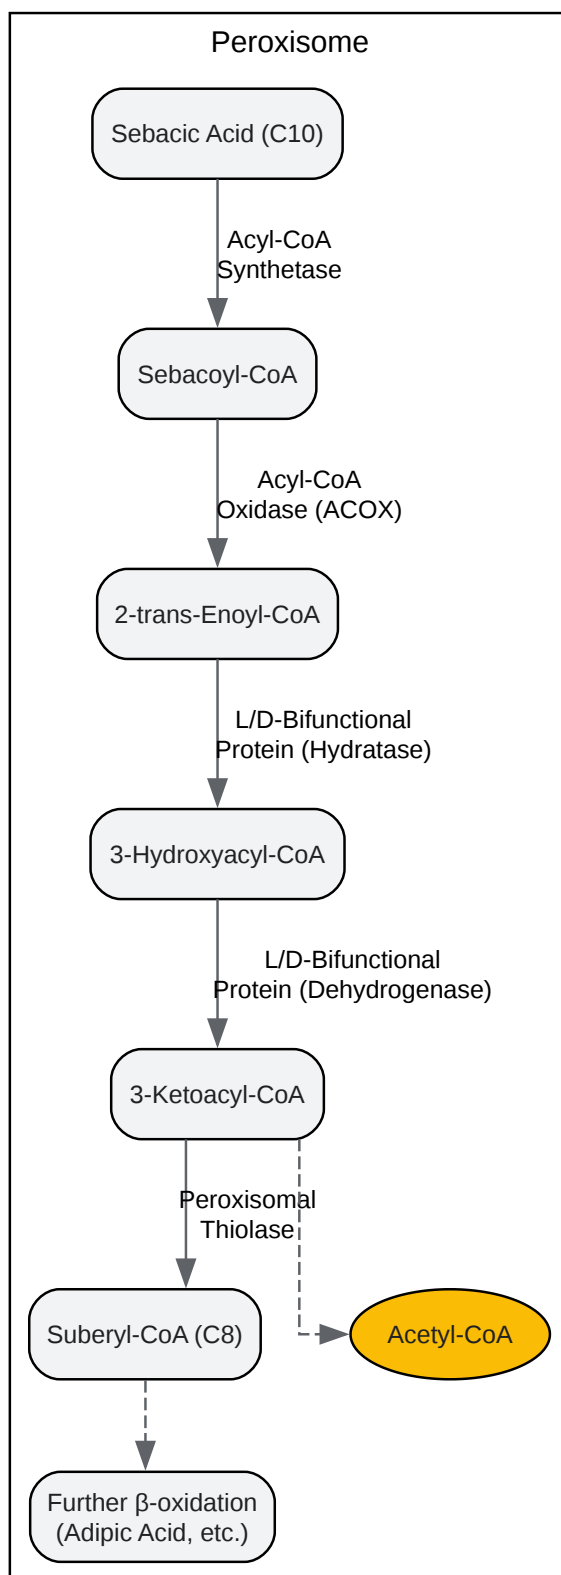 Peroxisome
Sebacic Acid (C10)
Acyl-CoA
Synthetase
Sebacoyl-CoA
Acyl-CoA
Oxidase (ACOX)
2-trans-Enoyl-CoA
L/D-Bifunctional
Protein (Hydratase)
3-Hydroxyacyl-CoA
L/D-Bifunctional
Protein (Dehydrogenase)
3-Ketoacyl-CoA
Peroxisomal
Thiolase
Suberyl-CoA (C8)
Acetyl-CoA
Further β-oxidation
(Adipic Acid, etc.)